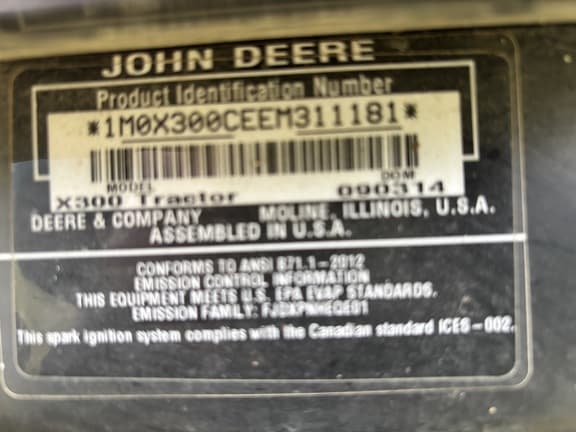 JOHN DEERE
Product Identification Number
*1M0X300CEEM311181*
MODEL DOM
X300 Tractor 090314
DEERE & COMPANY MOLINE, ILLINOIS, U.S.A.
ASSEMBLED IN U.S.A.
CONFORMS TO ANSI B71.1-2012
EMISSION CONTROL INFORMATION
THIS EQUIPMENT MEETS U.S. EPA EVAP STANDARDS.
EMISSION FAMILY:
This spark ignition system complies with the Canadian standard ICES-002.